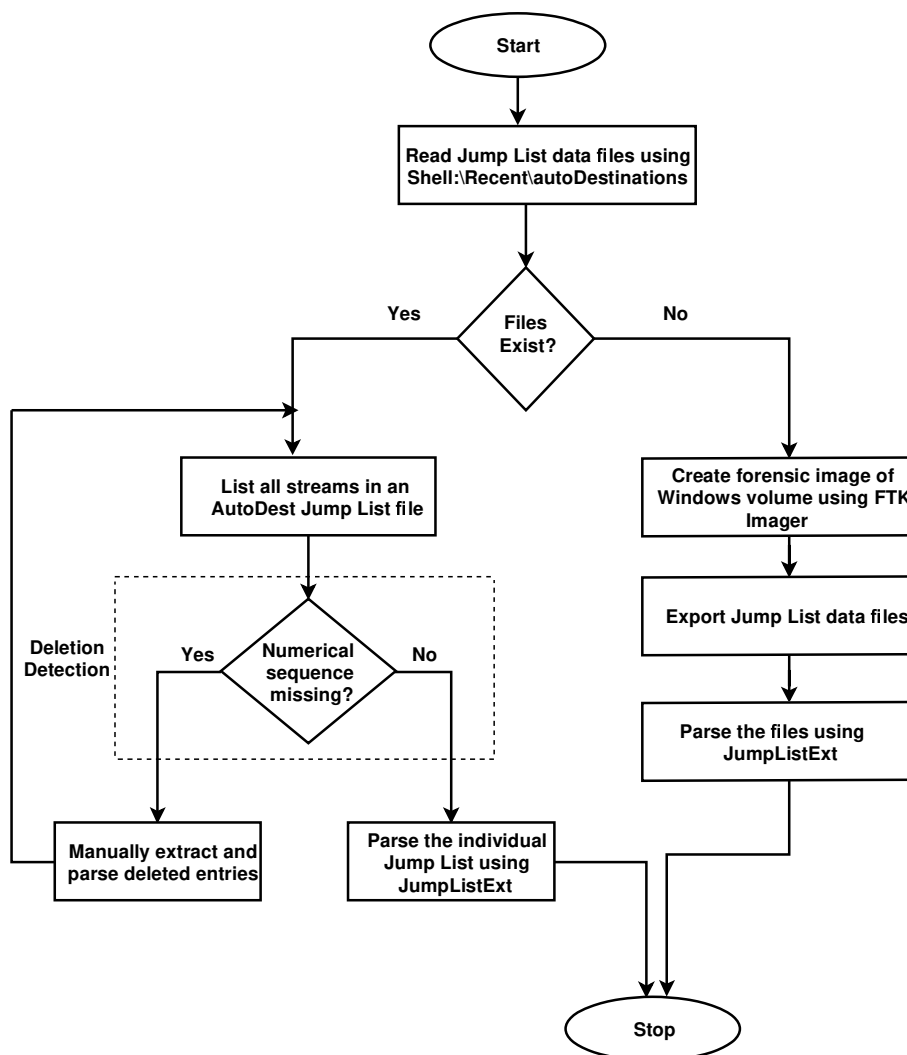 Start
Read Jump List data files using
Shell:\Recent\autoDestinations
Yes
Files
Exist?
No
List all streams in an
AutoDest Jump List file
Create forensic image of
Windows volume using FTK
Imager
Export Jump List data files
Deletion
Detection
Yes
Numerical
sequence
missing?
No
Parse the files using
JumpListExt
Manually extract and
parse deleted entries
Parse the individual
Jump List using
JumpListExt
Stop